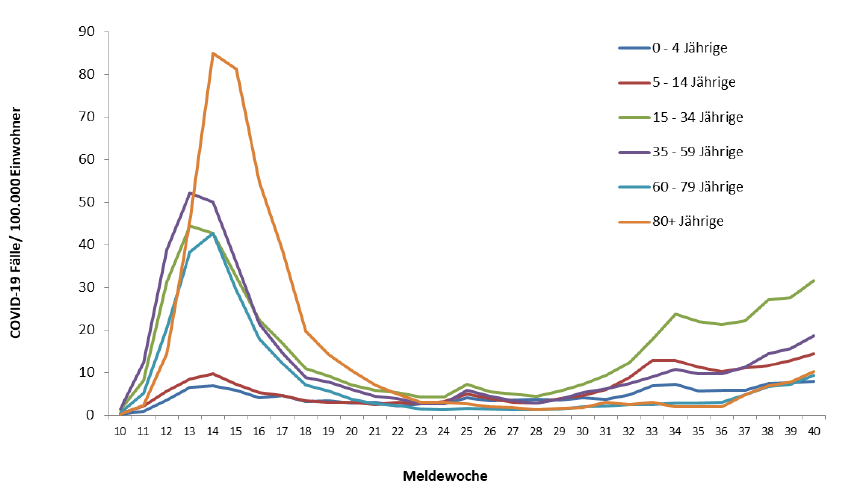 COVID-19 Fälle/ 100.000 Einwohner
90
80
70
60
50
40
30
20
10
0
0 - 4 Jährige
5 - 14 Jährige
15 - 34 Jährige
35 - 59 Jährige
60 - 79 Jährige
80+ Jährige
10 11 12 13 14 15 16 17 18 19 20 21 22 23 24 25 26 27 28 29 30 31 32 33 34 35 36 37 38 39 40
Meldewoche